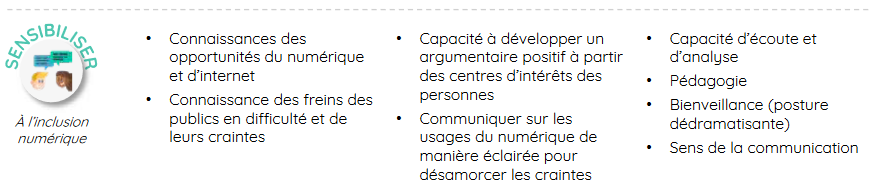 SENSIBILISER
À l'inclusion
numérique
• Connaissances des
opportunités du numérique
et d'internet
• Connaissance des freins des
publics en difficulté et de
leurs craintes
• Capacité à développer un
argumentaire positif à partir
des centres d'intérêts des
personnes
• Communiquer sur les
usages du numérique de
manière éclairée pour
désamorcer les craintes
• Capacité d'écoute et
d'analyse
• Pédagogie
• Bienveillance (posture
dédramatisante)
• Sens de la communication